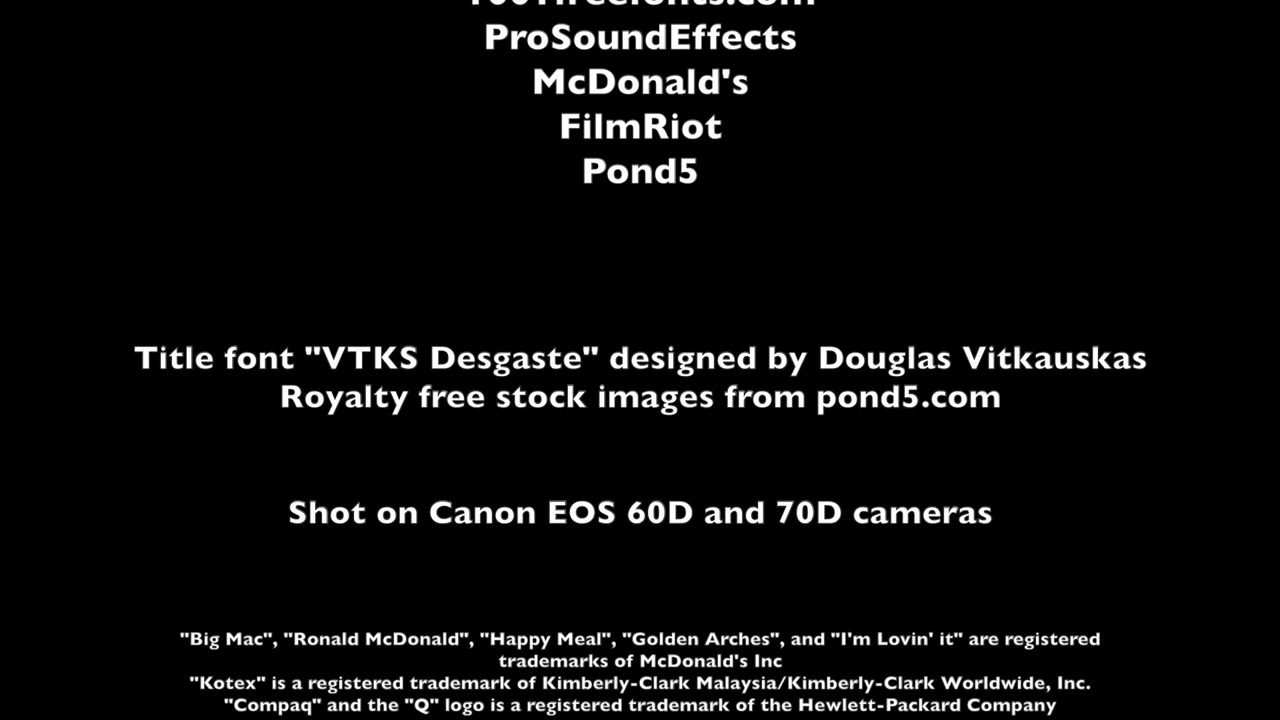 1001freefonts.com
ProSoundEffects
McDonald's
FilmRiot
Pond5
Title font "VTKS Desgaste" designed by Douglas Vitkauskas
Royalty free stock images from pond5.com
Shot on Canon EOS 60D and 70D cameras
"Big Mac", "Ronald McDonald", "Happy Meal", "Golden Arches", and "I'm Lovin' it" are registered
trademarks of McDonald's Inc
"Kotex" is a registered trademark of Kimberly-Clark Malaysia/Kimberly-Clark Worldwide, Inc.
"Compaq" and the "Q" logo is a registered trademark of the Hewlett-Packard Company